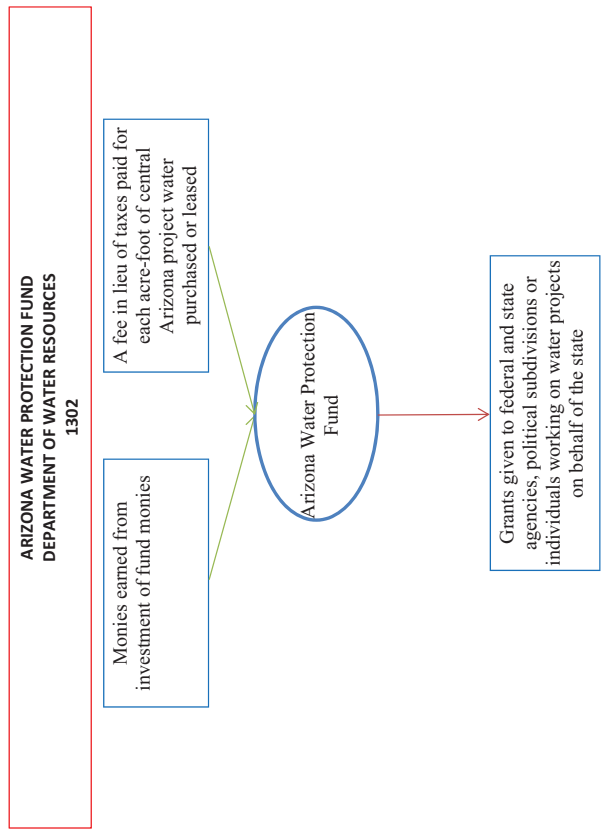 ARIZONA WATER PROTECTION FUND
DEPARTMENT OF WATER RESOURCES
1302
Monies earned from
investment of fund monies
A fee in lieu of taxes paid for
each acre-foot of central
Arizona project water
purchased or leased
Arizona Water Protection
Fund
Grants given to federal and state
agencies, political subdivisions or
individuals working on water projects
on behalf of the state